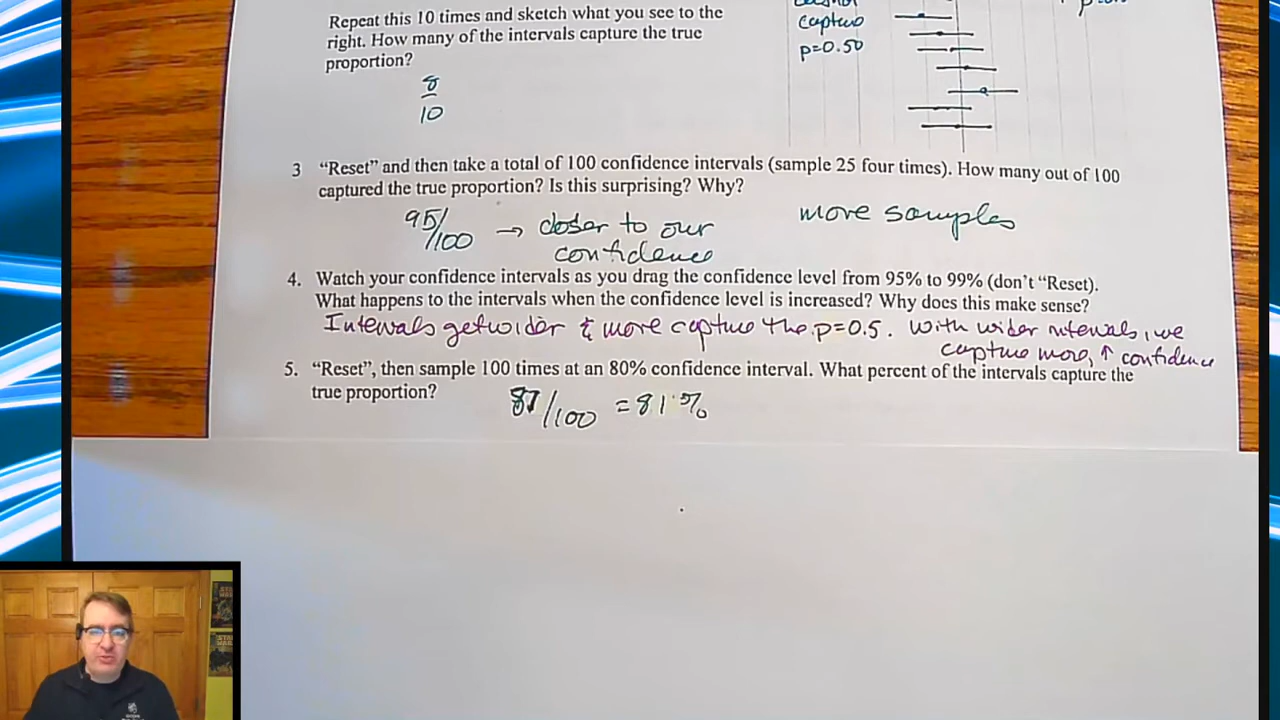 Repeat this 10 times and sketch what you see to the
right. How many of the intervals capture the true
proportion?
8
10
capture
p=0.50
3 “Reset” and then take a total of 100 confidence intervals (sample 25 four times). How many out of 100
captured the true proportion? Is this surprising? Why?
95/100 → closer to our
confidence
more samples
4. Watch your confidence intervals as you drag the confidence level from 95% to 99% (don’t “Reset).
What happens to the intervals when the confidence level is increased? Why does this make sense?
Intervals get wider & more capture the p=0.5. With wider intervals, we
capture more, ↑ confidence
5. “Reset”, then sample 100 times at an 80% confidence interval. What percent of the intervals capture the
true proportion?
/100 = 81%
STAR
WARS